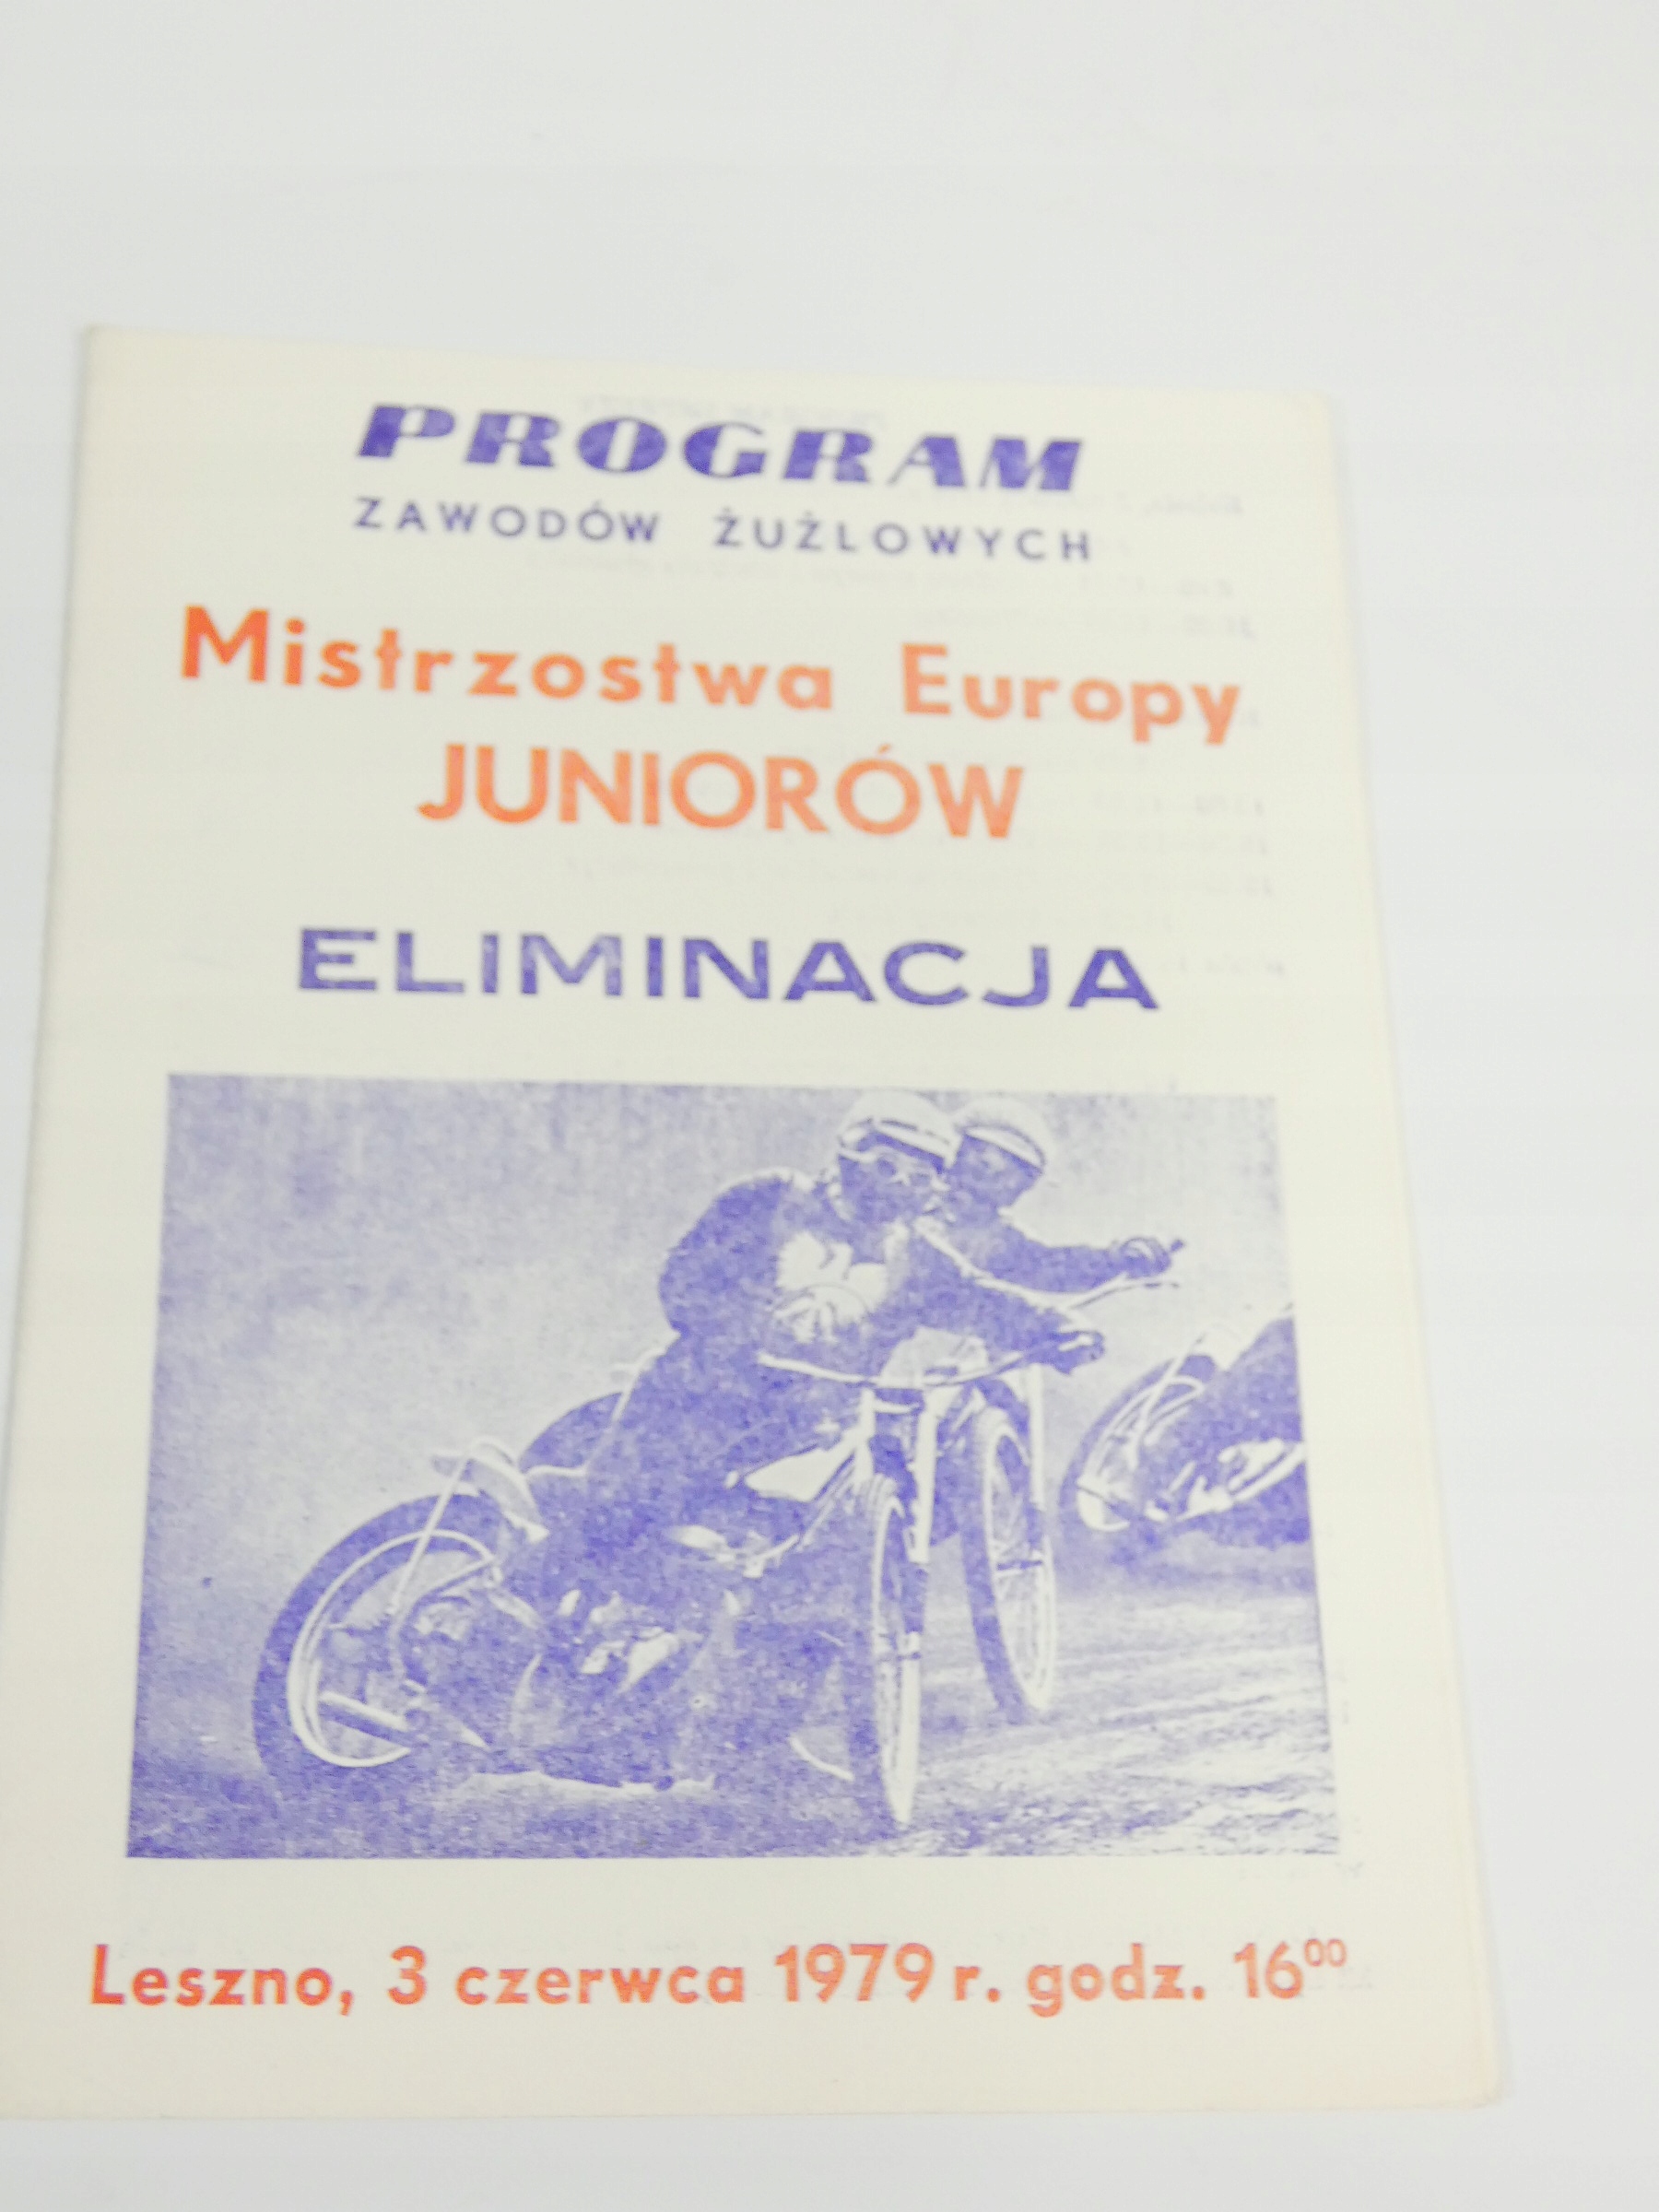 PROGRAM
ZAWODÓW ŻUŻLOWYCH
Mistrzostwa Europy
JUNIORÓW
ELIMINACJA
Leszno, 3 czerwca 1979 r. godz. 16⁰⁰